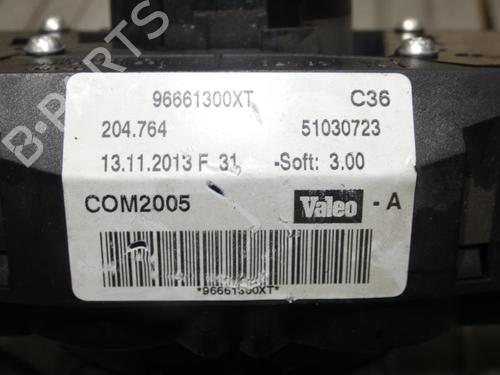 B-PARTS
96661300XT C36
204.764 51030723
13.11.2013 F 31 -Soft: 3.00
COM2005 Valeo - A
*96661300XT*